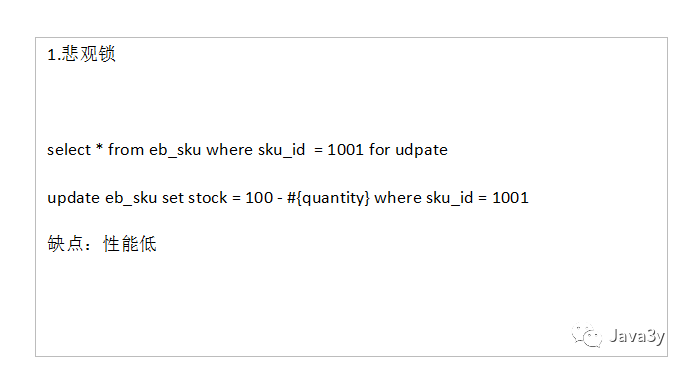 1.悲观锁
select * from eb_sku where sku_id = 1001 for udpate
update eb_sku set stock = 100 - #{quantity} where sku_id = 1001
缺点：性能低
Java3y